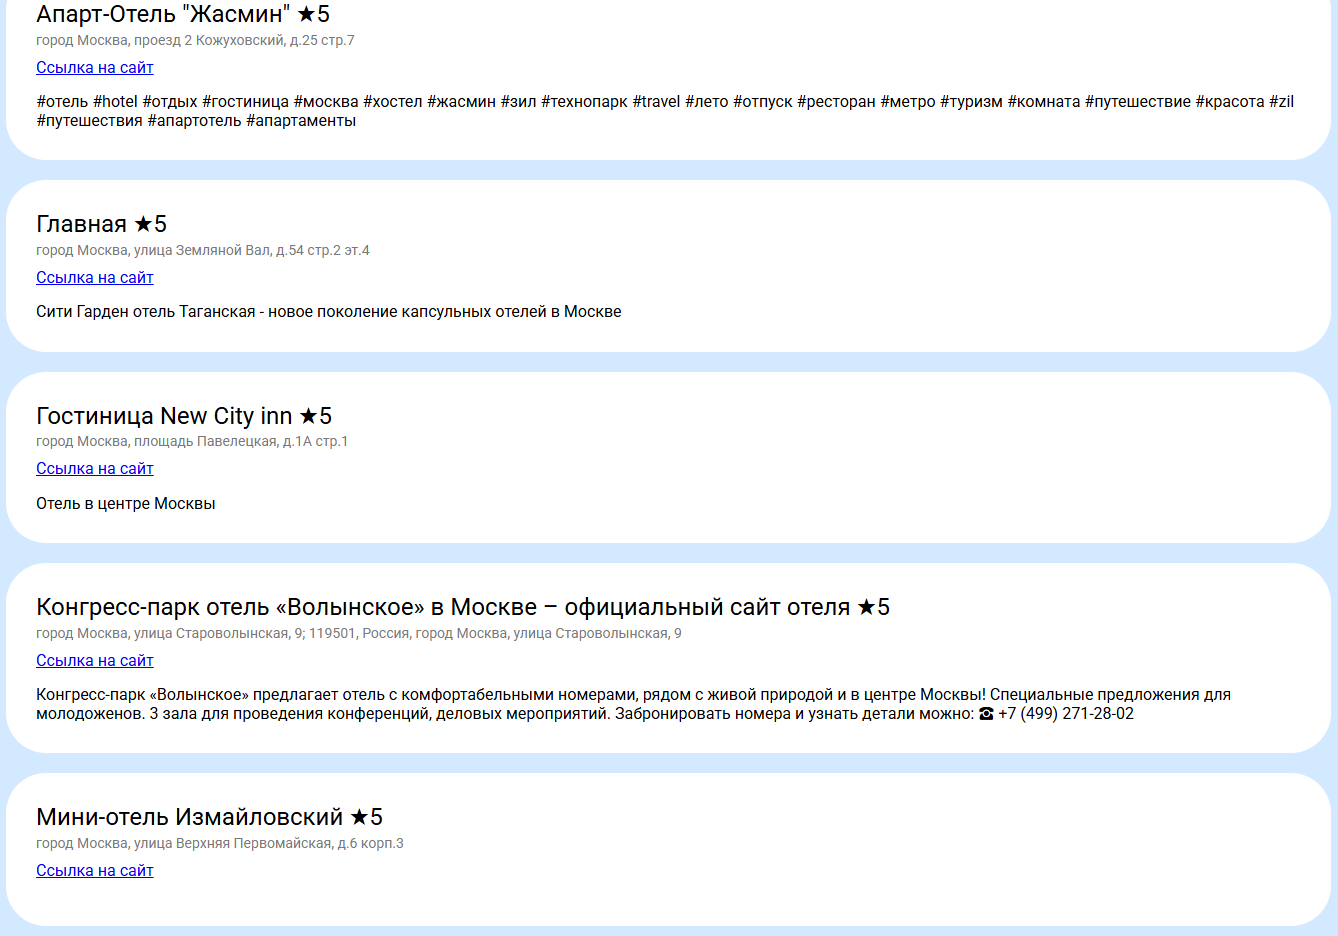 Апарт-Отель "Жасмин" ★5
город Москва, проезд 2 Кожуховский, д.25 стр.7
Ссылка на сайт
#отель #hotel #отдых #гостиница #москва #хостел #жасмин #зил #технопарк #travel #лето #отпуск #ресторан #метро #туризм #комната #путешествие #красота #zil
#путешествия #апартотель #апартаменты
Главная ★5
город Москва, улица Земляной Вал, д.54 стр.2 эт.4
Ссылка на сайт
Сити Гарден отель Таганская - новое поколение капсульных отелей в Москве
Гостиница New City inn ★5
город Москва, площадь Павелецкая, д.1А стр.1
Ссылка на сайт
Отель в центре Москвы
Конгресс-парк отель «Волынское» в Москве – официальный сайт отеля ★5
город Москва, улица Староволынская, 9; 119501, Россия, город Москва, улица Староволынская, 9
Ссылка на сайт
Конгресс-парк «Волынское» предлагает отель с комфортабельными номерами, рядом с живой природой и в центре Москвы! Специальные предложения для
молодоженов. 3 зала для проведения конференций, деловых мероприятий. Забронировать номера и узнать детали можно: ☎ +7 (499) 271-28-02
Мини-отель Измайловский ★5
город Москва, улица Верхняя Первомайская, д.6 корп.3
Ссылка на сайт